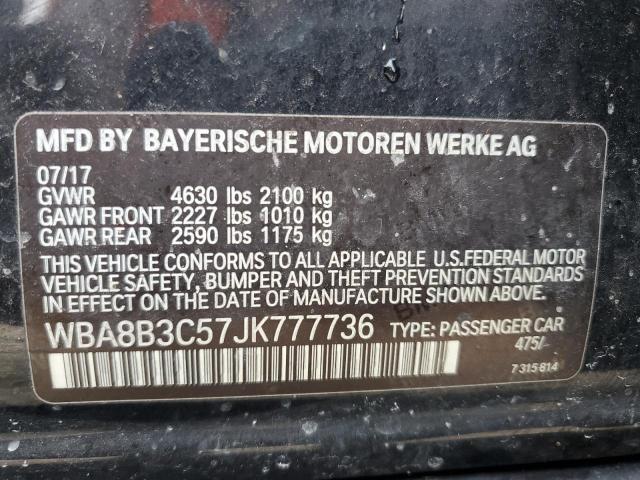 MFD BY BAYERISCHE MOTOREN WERKE AG
07/17
GVWR 4630 lbs 2100 kg
GAWR FRONT 2227 lbs 1010 kg
GAWR REAR 2590 lbs 1175 kg
THIS VEHICLE CONFORMS TO ALL APPLICABLE U.S.FEDERAL MOTOR
VEHICLE SAFETY, BUMPER AND THEFT PREVENTION STANDARDS
IN EFFECT ON THE DATE OF MANUFACTURE SHOWN ABOVE.
WBA8B3C57JK777736 TYPE: PASSENGER CAR
475/-
7315814